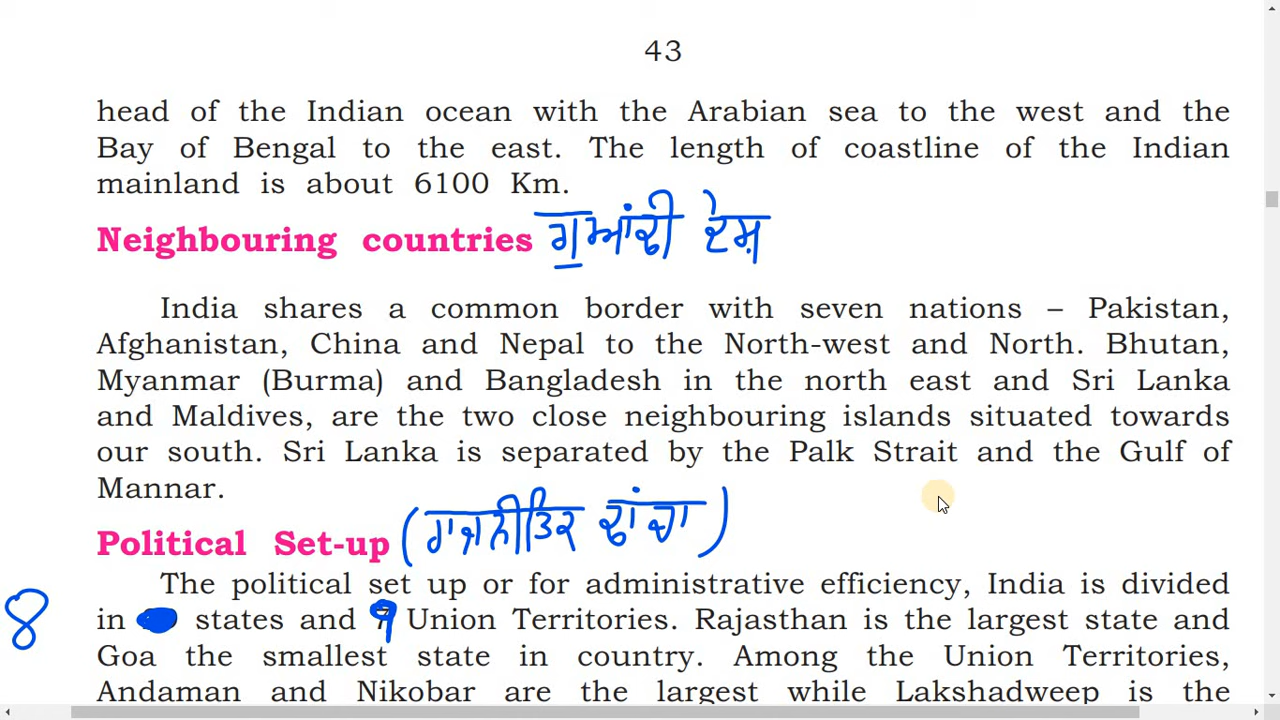 43
head of the Indian ocean with the Arabian sea to the west and the
Bay of Bengal to the east. The length of coastline of the Indian
mainland is about 6100 Km.
Neighbouring countries ਗੁਆਂਢੀ ਦੇਸ਼
India shares a common border with seven nations – Pakistan,
Afghanistan, China and Nepal to the North-west and North. Bhutan,
Myanmar (Burma) and Bangladesh in the north east and Sri Lanka
and Maldives, are the two close neighbouring islands situated towards
our south. Sri Lanka is separated by the Palk Strait and the Gulf of
Mannar.
Political Set-up (ਰਾਜਨੀਤਿਕ ਢਾਂਚਾ)
The political set up or for administrative efficiency, India is divided
8 in states and 9 Union Territories. Rajasthan is the largest state and
Goa the smallest state in country. Among the Union Territories,
Andaman and Nikobar are the largest while Lakshadweep is the